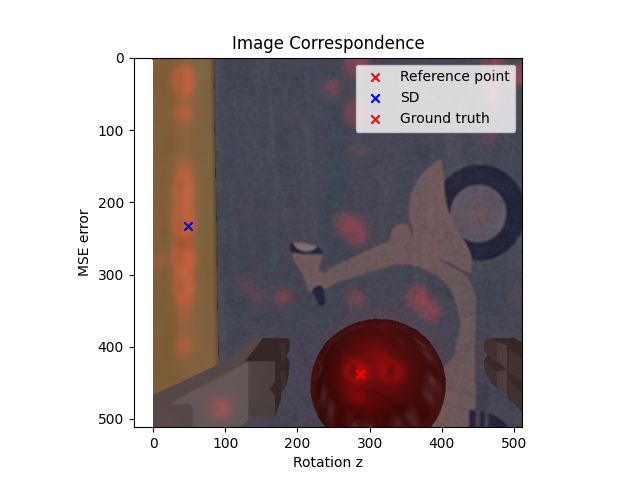 Image Correspondence
Reference point
SD
Ground truth
MSE error
0
100
200
300
400
500
0
100
200
300
400
500
Rotation z